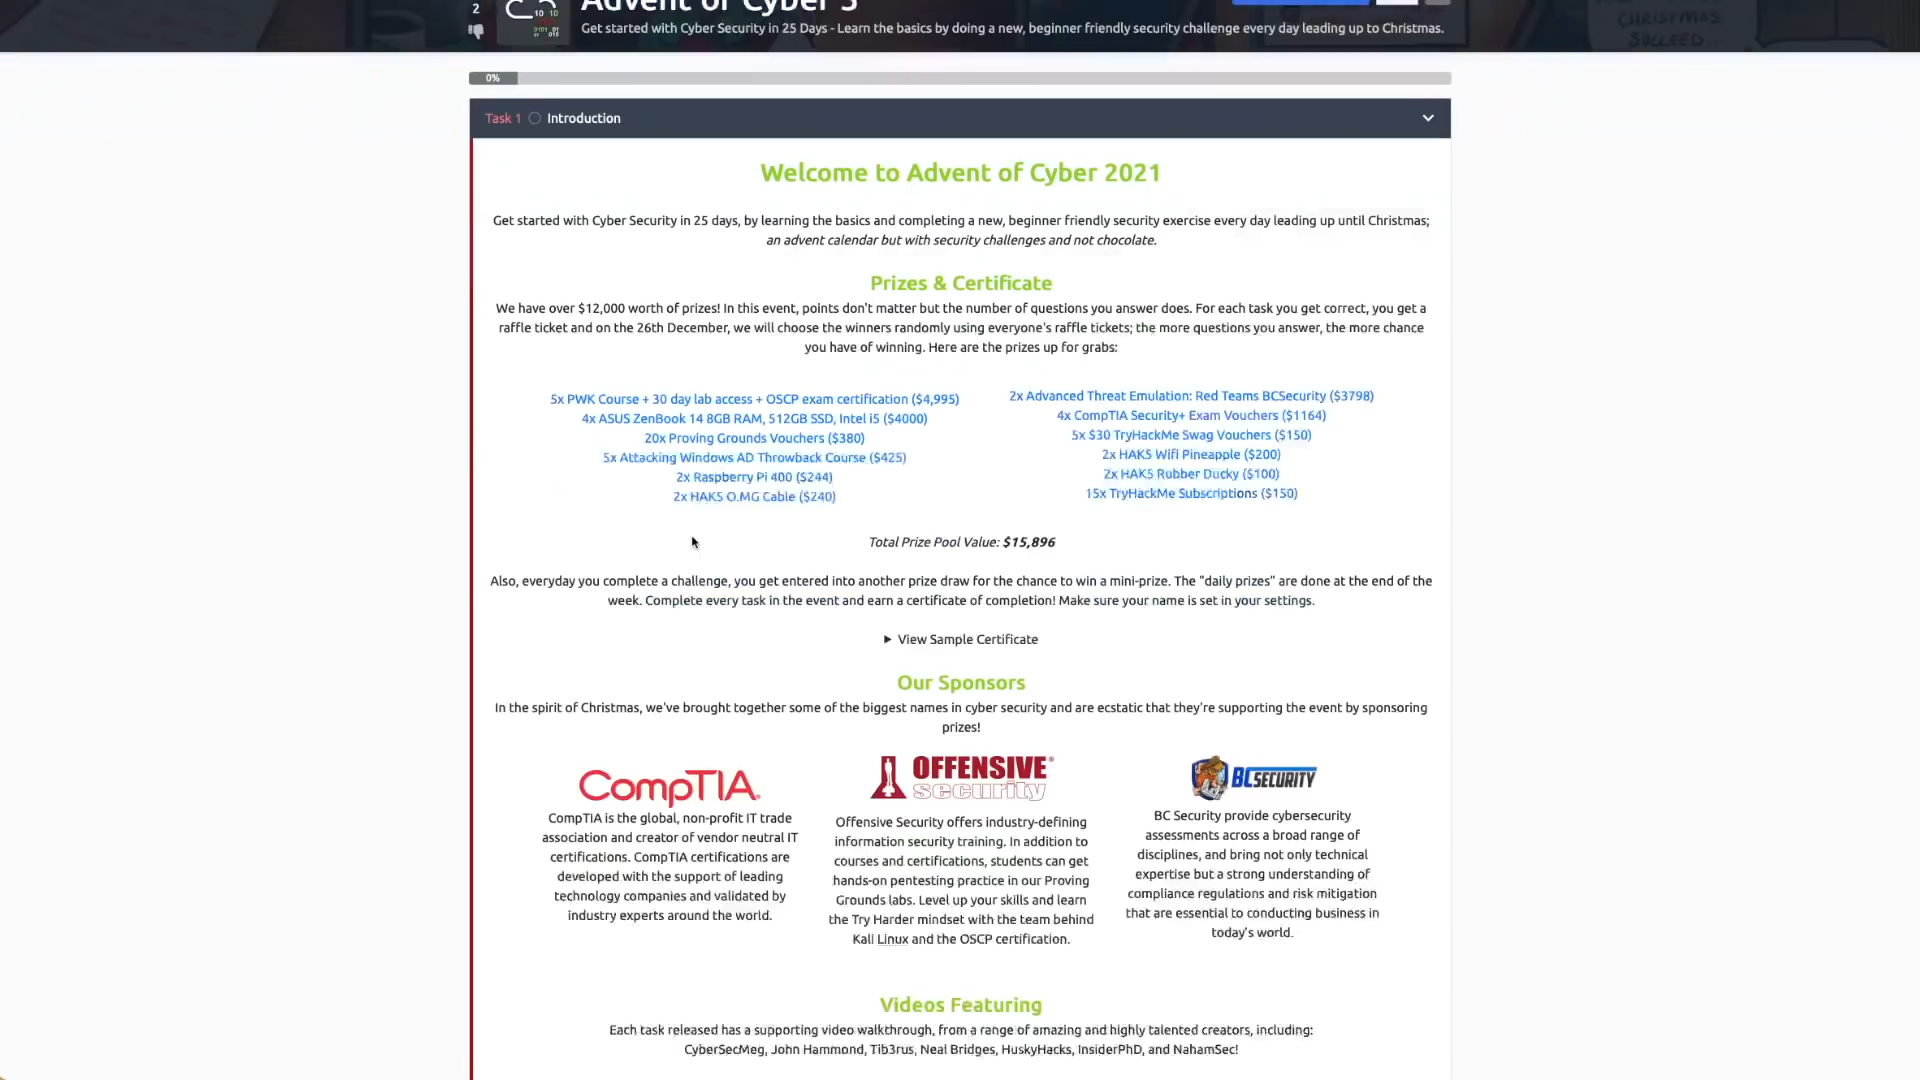 Advent of Cyber 3
2
Get started with Cyber Security in 25 Days - Learn the basics by doing a new, beginner friendly security challenge every day leading up to Christmas.
CHRISTMAS
SUCCEED...
0%
Task 1 Introduction
Welcome to Advent of Cyber 2021
Get started with Cyber Security in 25 days, by learning the basics and completing a new, beginner friendly security exercise every day leading up until Christmas;
an advent calendar but with security challenges and not chocolate.
Prizes & Certificate
We have over $12,000 worth of prizes! In this event, points don't matter but the number of questions you answer does. For each task you get correct, you get a
raffle ticket and on the 26th December, we will choose the winners randomly using everyone's raffle tickets; the more questions you answer, the more chance
you have of winning. Here are the prizes up for grabs:
5x PWK Course + 30 day lab access + OSCP exam certification ($4,995)
4x ASUS ZenBook 14 8GB RAM, 512GB SSD, Intel i5 ($4000)
20x Proving Grounds Vouchers ($380)
5x Attacking Windows AD Throwback Course ($425)
2x Raspberry Pi 400 ($244)
2x HAK5 O.MG Cable ($240)
2x Advanced Threat Emulation: Red Teams BCSecurity ($3798)
4x CompTIA Security+ Exam Vouchers ($1164)
5x $30 TryHackMe Swag Vouchers ($150)
2x HAK5 Wifi Pineapple ($200)
2x HAK5 Rubber Ducky ($100)
15x TryHackMe Subscriptions ($150)
Total Prize Pool Value: $15,896
Also, everyday you complete a challenge, you get entered into another prize draw for the chance to win a mini-prize. The "daily prizes" are done at the end of the
week. Complete every task in the event and earn a certificate of completion! Make sure your name is set in your settings.
View Sample Certificate
Our Sponsors
In the spirit of Christmas, we've brought together some of the biggest names in cyber security and are ecstatic that they're supporting the event by sponsoring
prizes!
CompTIA.
CompTIA is the global, non-profit IT trade
association and creator of vendor neutral IT
certifications. CompTIA certifications are
developed with the support of leading
technology companies and validated by
industry experts around the world.
OFFENSIVE®
security
Offensive Security offers industry-defining
information security training. In addition to
courses and certifications, students can get
hands-on pentesting practice in our Proving
Grounds labs. Level up your skills and learn
the Try Harder mindset with the team behind
Kali Linux and the OSCP certification.
BCSECURITY
BC Security provide cybersecurity
assessments across a broad range of
disciplines, and bring not only technical
expertise but a strong understanding of
compliance regulations and risk mitigation
that are essential to conducting business in
today's world.
Videos Featuring
Each task released has a supporting video walkthrough, from a range of amazing and highly talented creators, including:
CyberSecMeg, John Hammond, Tib3rus, Neal Bridges, HuskyHacks, InsiderPhD, and NahamSec!